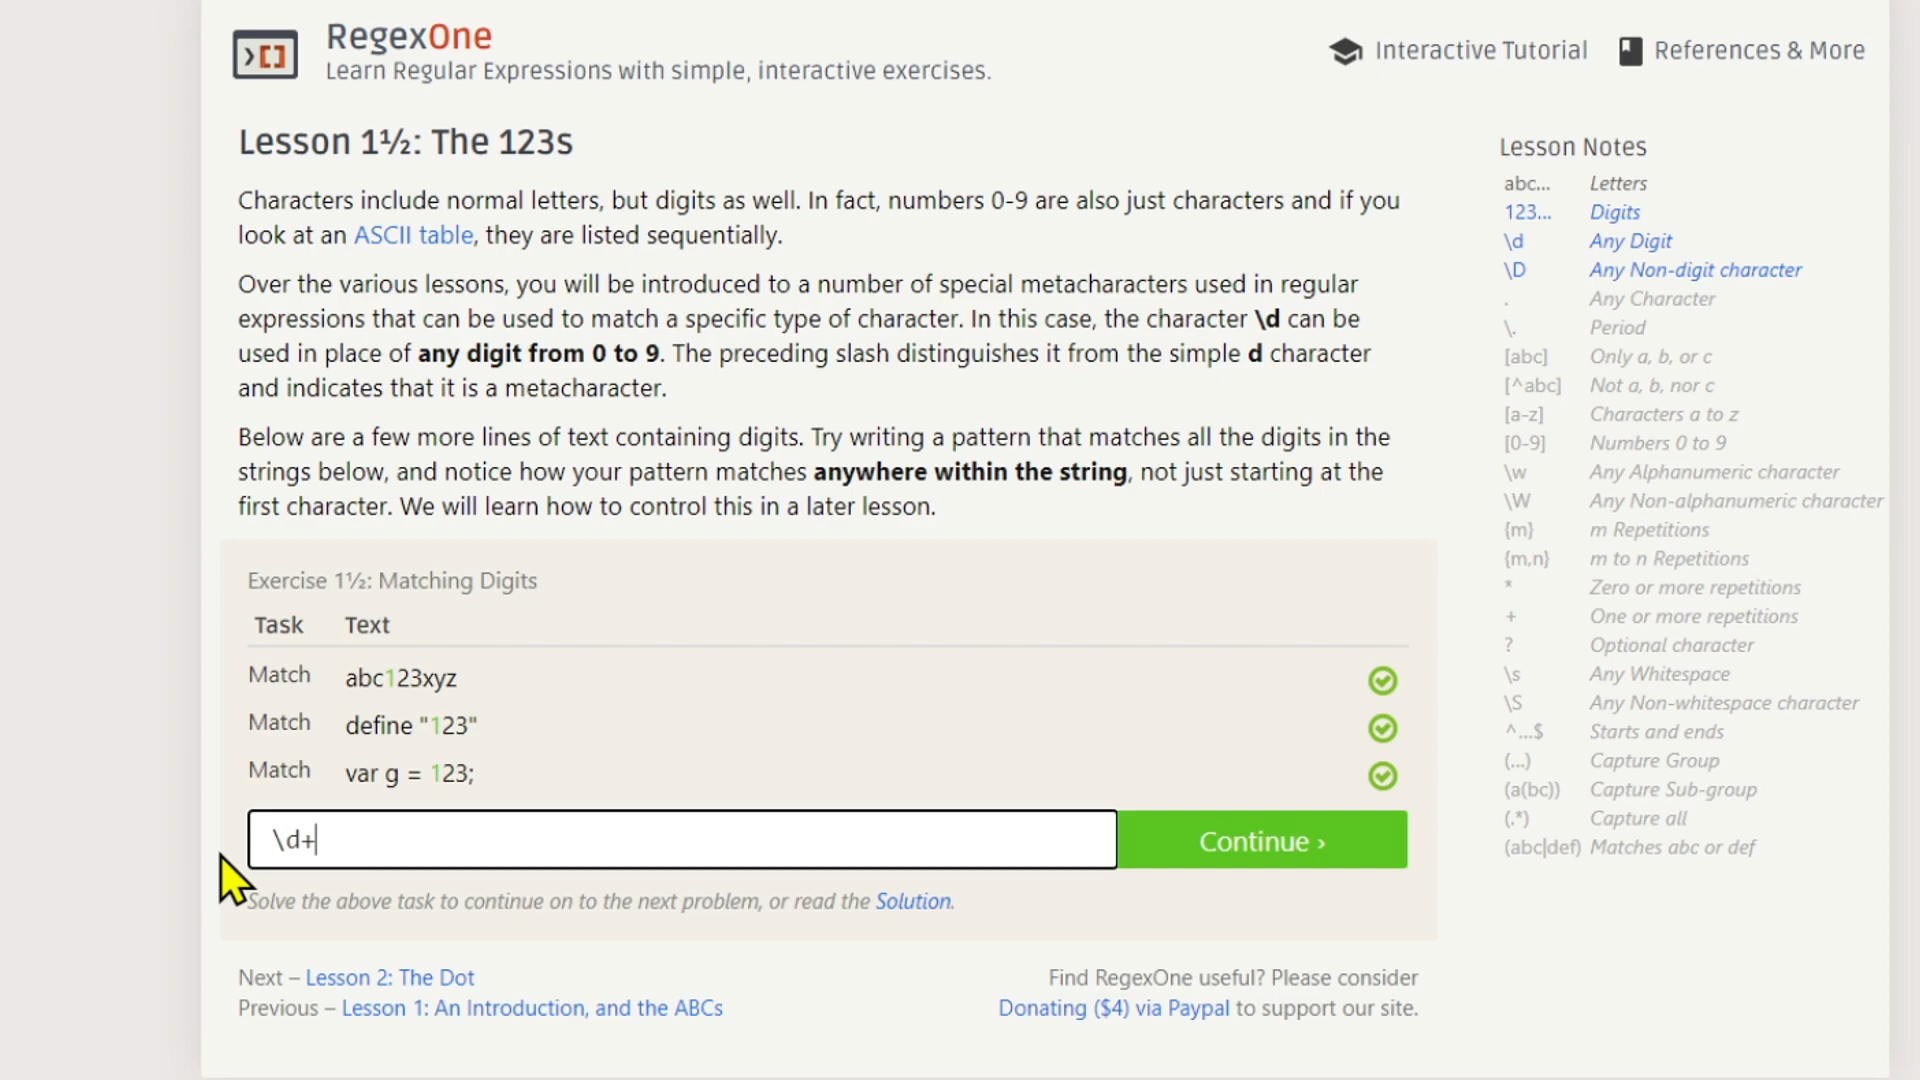 RegexOne
Learn Regular Expressions with simple, interactive exercises.
Interactive Tutorial
References & More
Lesson 1½: The 123s
Characters include normal letters, but digits as well. In fact, numbers 0-9 are also just characters and if you
look at an ASCII table, they are listed sequentially.
Over the various lessons, you will be introduced to a number of special metacharacters used in regular
expressions that can be used to match a specific type of character. In this case, the character \d can be
used in place of any digit from 0 to 9. The preceding slash distinguishes it from the simple d character
and indicates that it is a metacharacter.
Below are a few more lines of text containing digits. Try writing a pattern that matches all the digits in the
strings below, and notice how your pattern matches anywhere within the string, not just starting at the
first character. We will learn how to control this in a later lesson.
Exercise 1½: Matching Digits
Task Text
Match abc123xyz
Match define "123"
Match var g = 123;
\d+
Continue ›
Solve the above task to continue on to the next problem, or read the Solution.
Next – Lesson 2: The Dot
Previous – Lesson 1: An Introduction, and the ABCs
Find RegexOne useful? Please consider
Donating ($4) via Paypal to support our site.
Lesson Notes
abc... Letters
123... Digits
\d Any Digit
\D Any Non-digit character
. Any Character
\. Period
[abc] Only a, b, or c
[^abc] Not a, b, nor c
[a-z] Characters a to z
[0-9] Numbers 0 to 9
\w Any Alphanumeric character
\W Any Non-alphanumeric character
{m} m Repetitions
{m,n} m to n Repetitions
* Zero or more repetitions
+ One or more repetitions
? Optional character
\s Any Whitespace
\S Any Non-whitespace character
^...$ Starts and ends
(...) Capture Group
(a(bc)) Capture Sub-group
(.*) Capture all
(abc|def) Matches abc or def